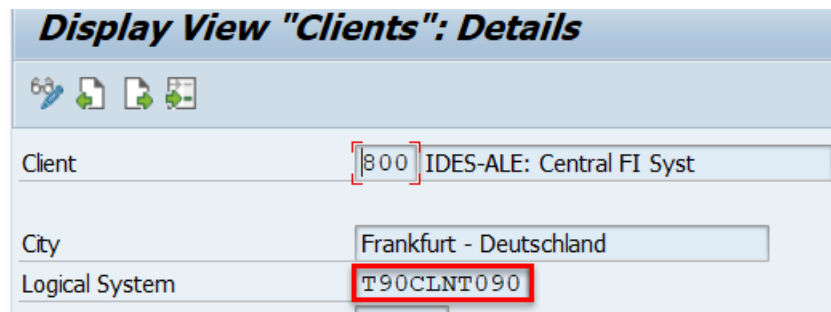 Display View "Clients": Details
Client 800 IDES-ALE: Central FI Syst
City Frankfurt - Deutschland
Logical System T90CLNT090